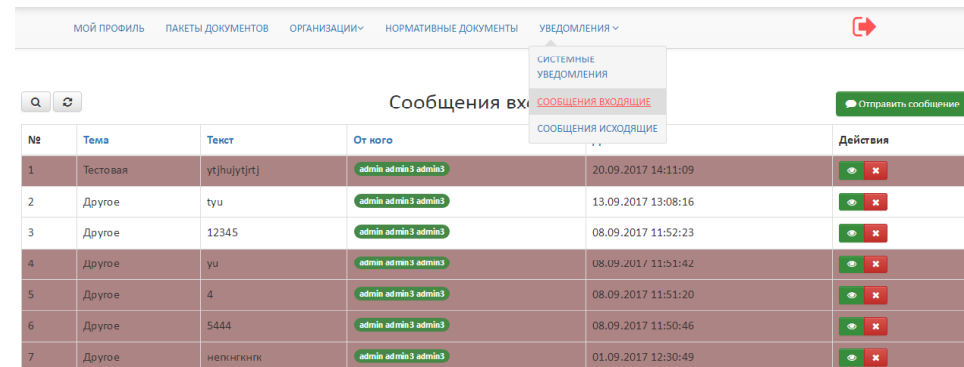 МОЙ ПРОФИЛЬ ПАКЕТЫ ДОКУМЕНТОВ ОРГАНИЗАЦИИ НОРМАТИВНЫЕ ДОКУМЕНТЫ УВЕДОМЛЕНИЯ
СИСТЕМНЫЕ
УВЕДОМЛЕНИЯ
СООБЩЕНИЯ ВХОДЯЩИЕ
СООБЩЕНИЯ ИСХОДЯЩИЕ
Сообщения вх
Отправить сообщение
№ Тема Текст От кого Действия
1 Тестовая ytjhujytjrtj admin admin3 admin3 20.09.2017 14:11:09
2 Другое tyu admin admin3 admin3 13.09.2017 13:08:16
3 Другое 12345 admin admin3 admin3 08.09.2017 11:52:23
4 Другое yu admin admin3 admin3 08.09.2017 11:51:42
5 Другое 4 admin admin3 admin3 08.09.2017 11:51:20
6 Другое 5444 admin admin3 admin3 08.09.2017 11:50:46
7 Другое негкнгкнгк admin admin3 admin3 01.09.2017 12:30:49